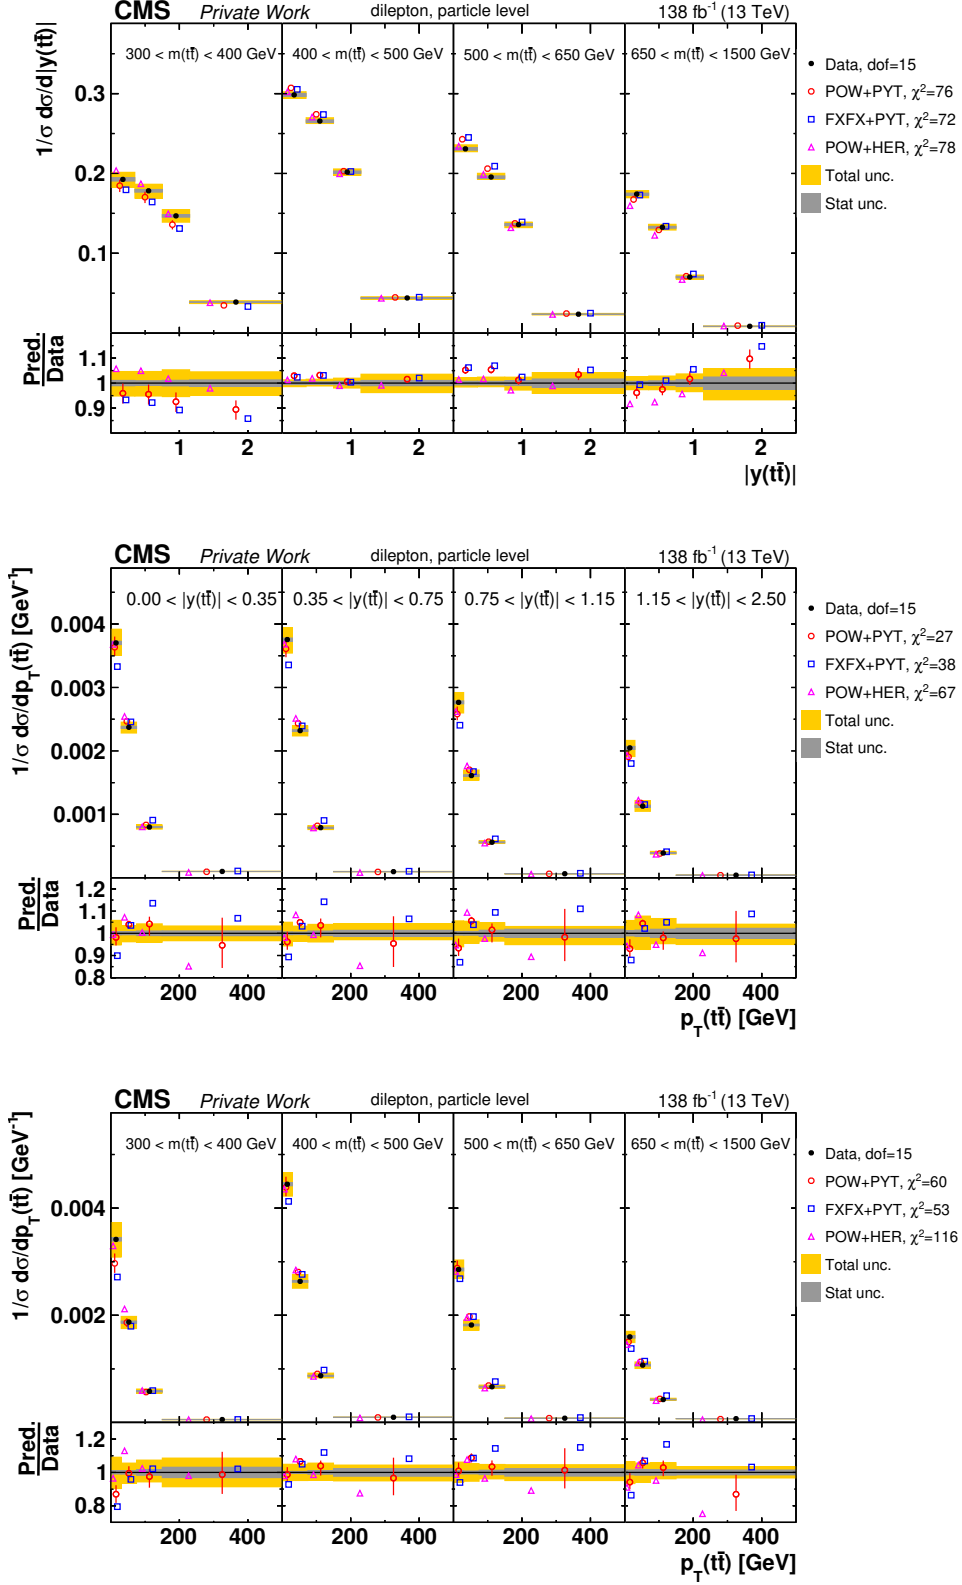 CMS Private Work dilepton, particle level 138 fb⁻¹ (13 TeV)
300 < m(tt̄) < 400 GeV 400 < m(tt̄) < 500 GeV 500 < m(tt̄) < 650 GeV 650 < m(tt̄) < 1500 GeV
1/σ dσ/d|y(tt̄)|
0.3
0.2
0.1
Data, dof=15
POW+PYT, χ²=76
FXFX+PYT, χ²=72
POW+HER, χ²=78
Total unc.
Stat unc.
Pred.
Data
1.1
1
0.9
1 2 1 2 1 2 1 2
|y(tt̄)|
CMS Private Work dilepton, particle level 138 fb⁻¹ (13 TeV)
0.00 < |y(tt̄)| < 0.35 0.35 < |y(tt̄)| < 0.75 0.75 < |y(tt̄)| < 1.15 1.15 < |y(tt̄)| < 2.50
1/σ dσ/dp_T(tt̄) [GeV⁻¹]
0.004
0.003
0.002
0.001
Data, dof=15
POW+PYT, χ²=27
FXFX+PYT, χ²=38
POW+HER, χ²=67
Total unc.
Stat unc.
Pred.
Data
1.2
1.1
1
0.9
0.8
200 400 200 400 200 400 200 400
p_T(tt̄) [GeV]
CMS Private Work dilepton, particle level 138 fb⁻¹ (13 TeV)
300 < m(tt̄) < 400 GeV 400 < m(tt̄) < 500 GeV 500 < m(tt̄) < 650 GeV 650 < m(tt̄) < 1500 GeV
1/σ dσ/dp_T(tt̄) [GeV⁻¹]
0.004
0.002
Data, dof=15
POW+PYT, χ²=60
FXFX+PYT, χ²=53
POW+HER, χ²=116
Total unc.
Stat unc.
Pred.
Data
1.2
1
0.8
200 400 200 400 200 400 200 400
p_T(tt̄) [GeV]